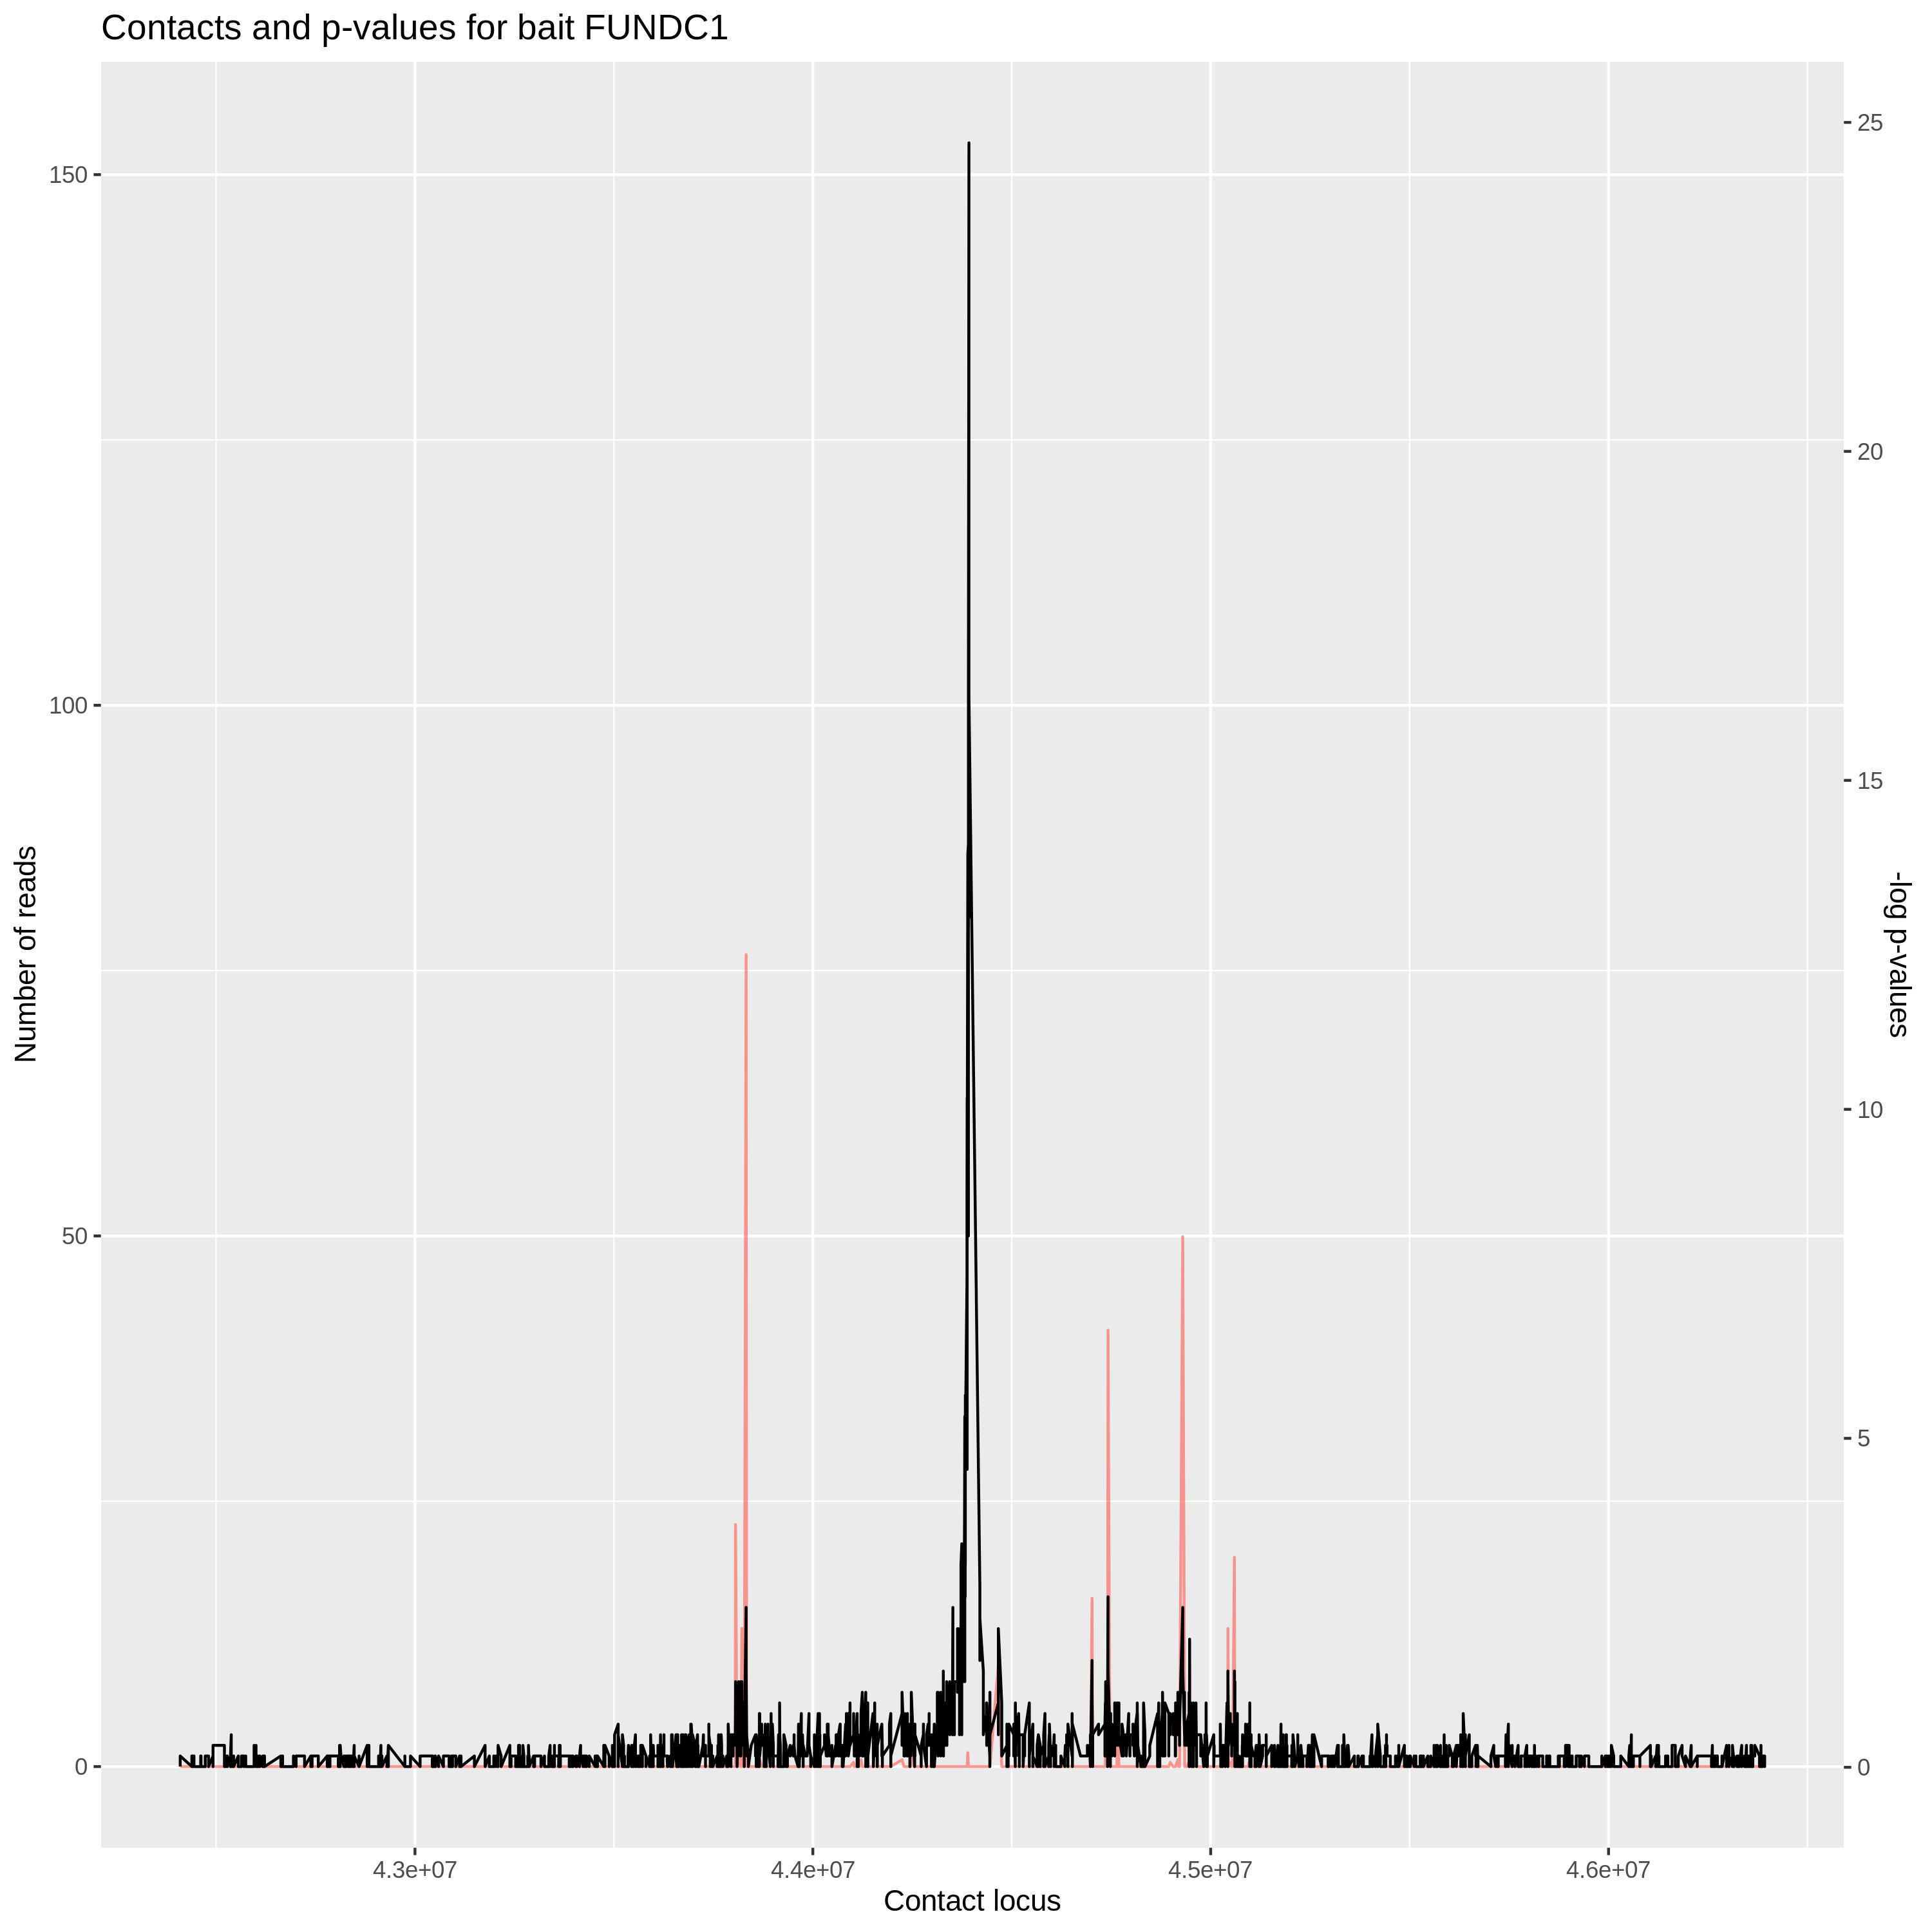 Contacts and p-values for bait FUNDC1
150
100
50
0
Number of reads
25
20
15
10
5
0
-log p-values
4.3e+07
4.4e+07
4.5e+07
4.6e+07
Contact locus